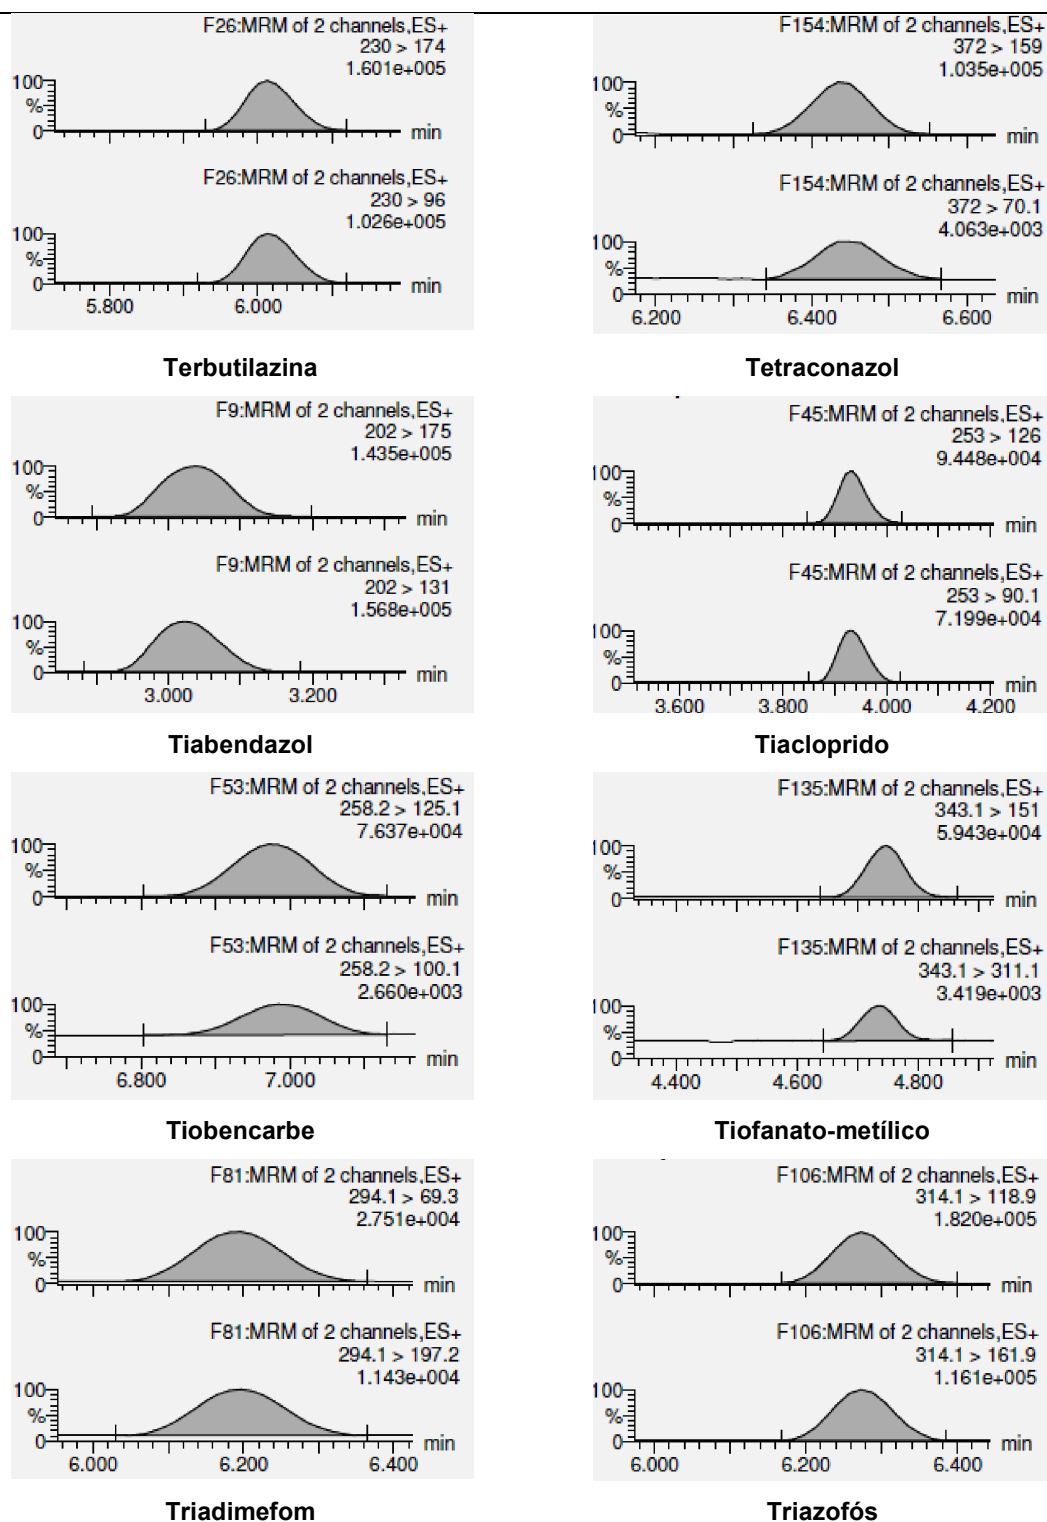 F26:MRM of 2 channels,ES+
230 > 174
1.601e+005
100
%
0
min
F26:MRM of 2 channels,ES+
230 > 96
1.026e+005
100
%
0
min
5.800 6.000
Terbutilazina
F154:MRM of 2 channels,ES+
372 > 159
1.035e+005
100
%
0
min
F154:MRM of 2 channels,ES+
372 > 70.1
4.063e+003
100
%
0
min
6.200 6.400 6.600
Tetraconazol
F9:MRM of 2 channels,ES+
202 > 175
1.435e+005
100
%
0
min
F9:MRM of 2 channels,ES+
202 > 131
1.568e+005
100
%
0
min
3.000 3.200
Tiabendazol
F45:MRM of 2 channels,ES+
253 > 126
9.448e+004
100
%
0
min
F45:MRM of 2 channels,ES+
253 > 90.1
7.199e+004
100
%
0
min
3.600 3.800 4.000 4.200
Tiacloprido
F53:MRM of 2 channels,ES+
258.2 > 125.1
7.637e+004
100
%
0
min
F53:MRM of 2 channels,ES+
258.2 > 100.1
2.660e+003
100
%
0
min
6.800 7.000
Tiobencarbe
F135:MRM of 2 channels,ES+
343.1 > 151
5.943e+004
100
%
0
min
F135:MRM of 2 channels,ES+
343.1 > 311.1
3.419e+003
100
%
0
min
4.400 4.600 4.800
Tiofanato-metílico
F81:MRM of 2 channels,ES+
294.1 > 69.3
2.751e+004
100
%
0
min
F81:MRM of 2 channels,ES+
294.1 > 197.2
1.143e+004
100
%
0
min
6.000 6.200 6.400
Triadimefom
F106:MRM of 2 channels,ES+
314.1 > 118.9
1.820e+005
100
%
0
min
F106:MRM of 2 channels,ES+
314.1 > 161.9
1.161e+005
100
%
0
min
6.000 6.200 6.400
Triazofós